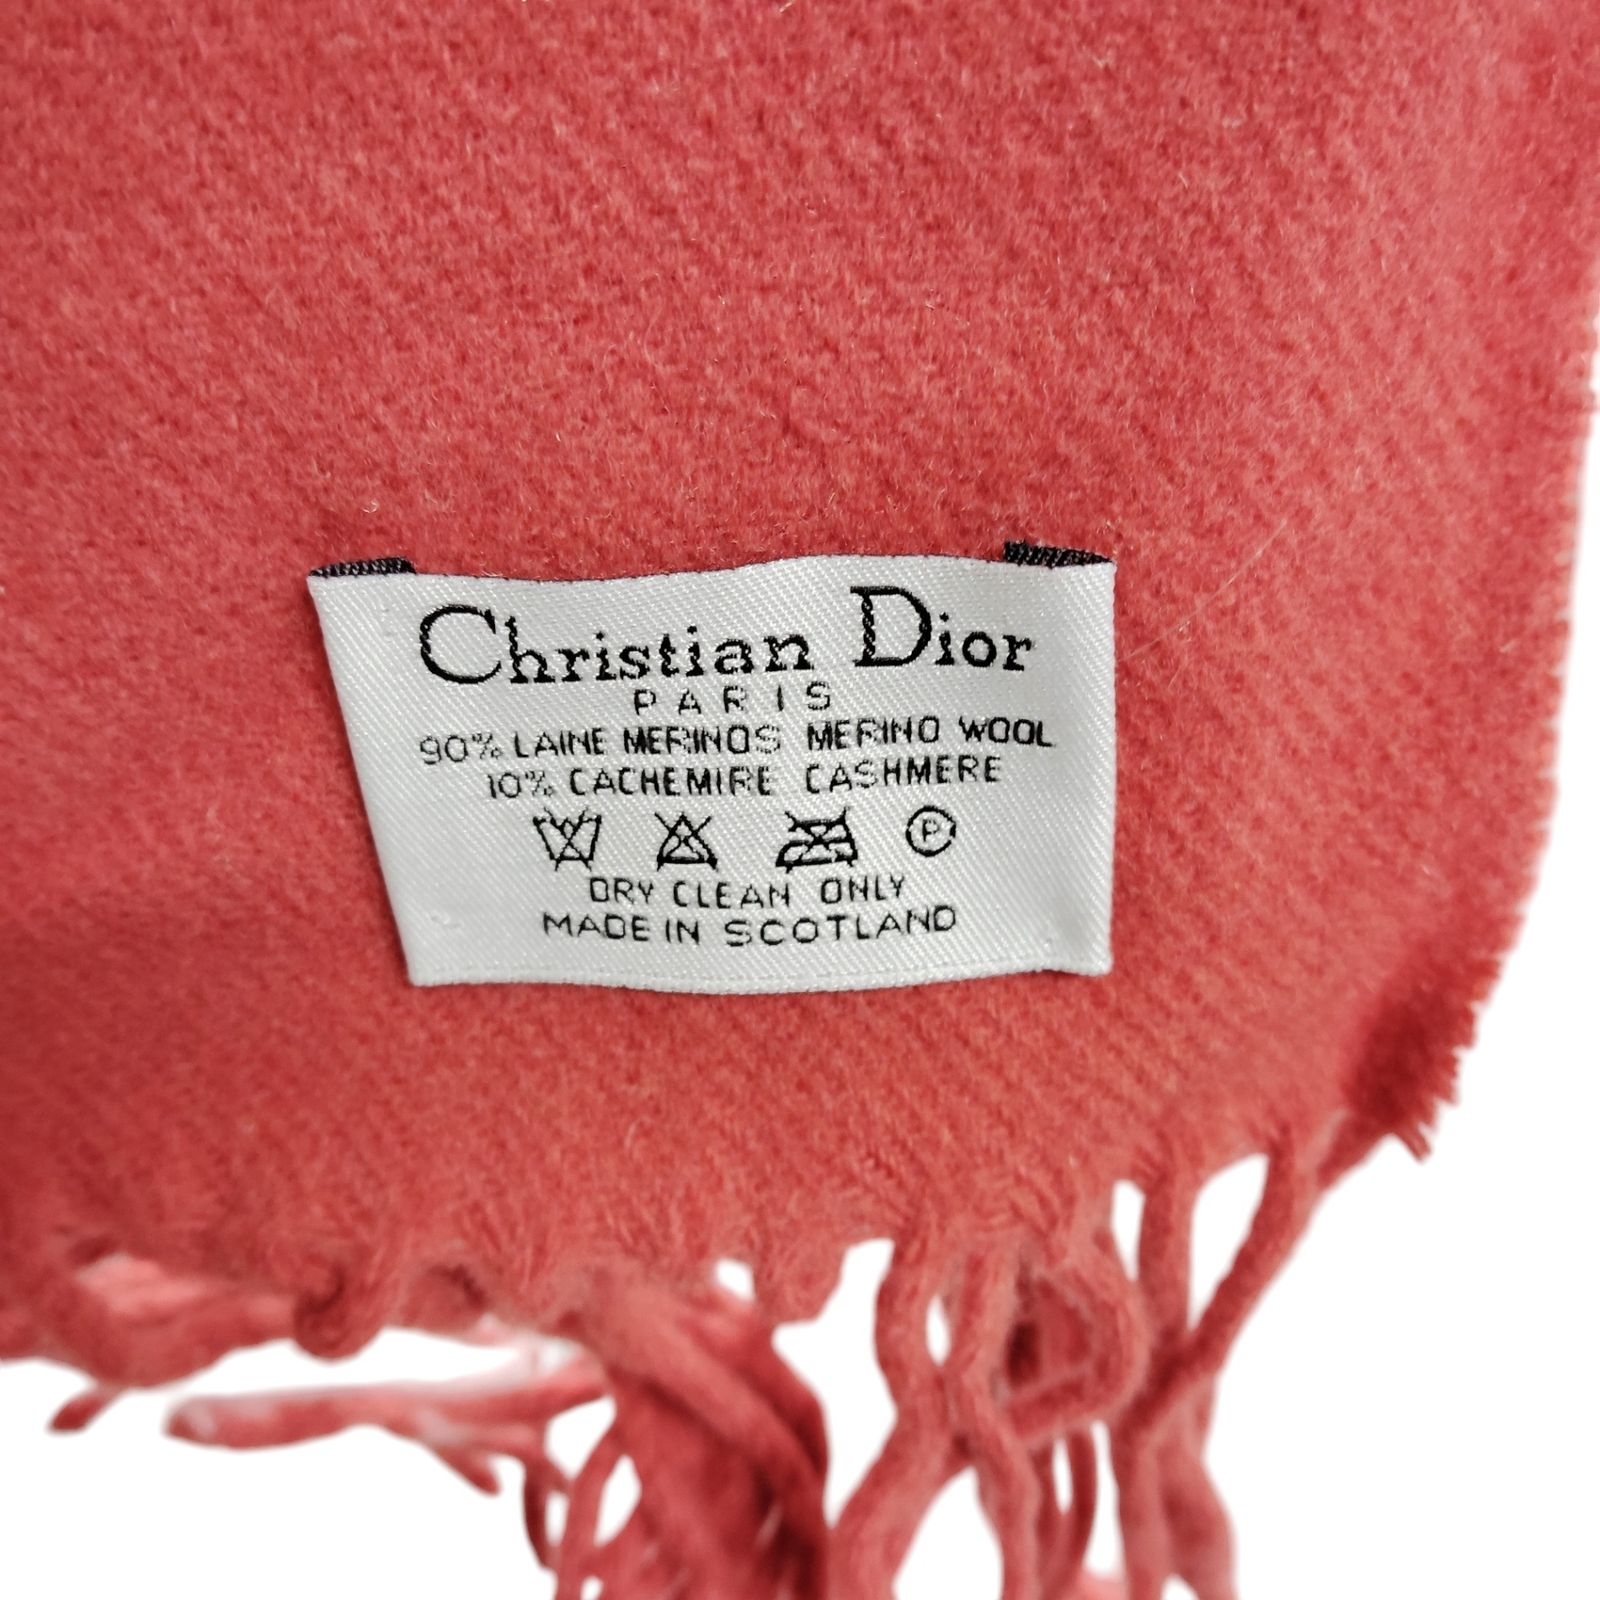 Christian Dior
PARIS
90% LAINE MERINOS MERINO WOOL
10% CACHEMIRE CASHMERE
P
DRY CLEAN ONLY
MADE IN SCOTLAND